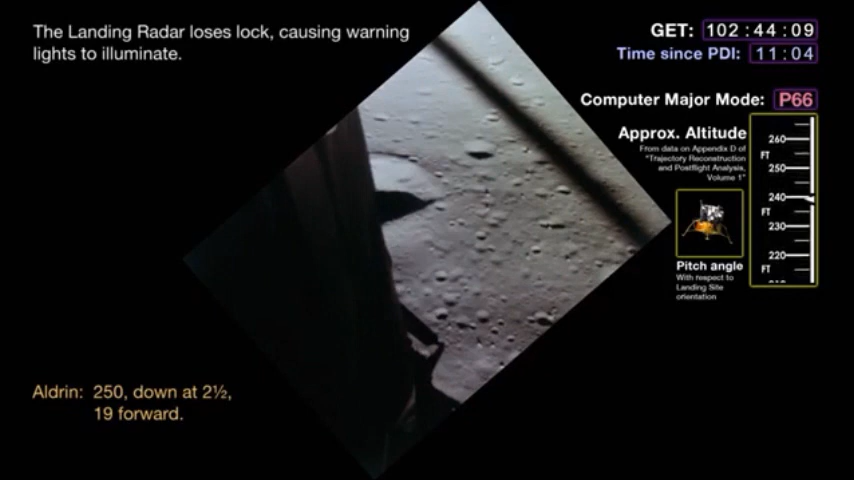 The Landing Radar loses lock, causing warning
lights to illuminate.
GET: 102:44:09
Time since PDI: 11:04
Computer Major Mode: P66
Approx. Altitude
From data on Appendix D of
"Trajectory Reconstruction
and Postflight Analysis,
Volume 1"
260
FT
250
240
FT
230
220
FT
Pitch angle
With respect to
Landing Site
orientation
Aldrin: 250, down at 2½,
19 forward.